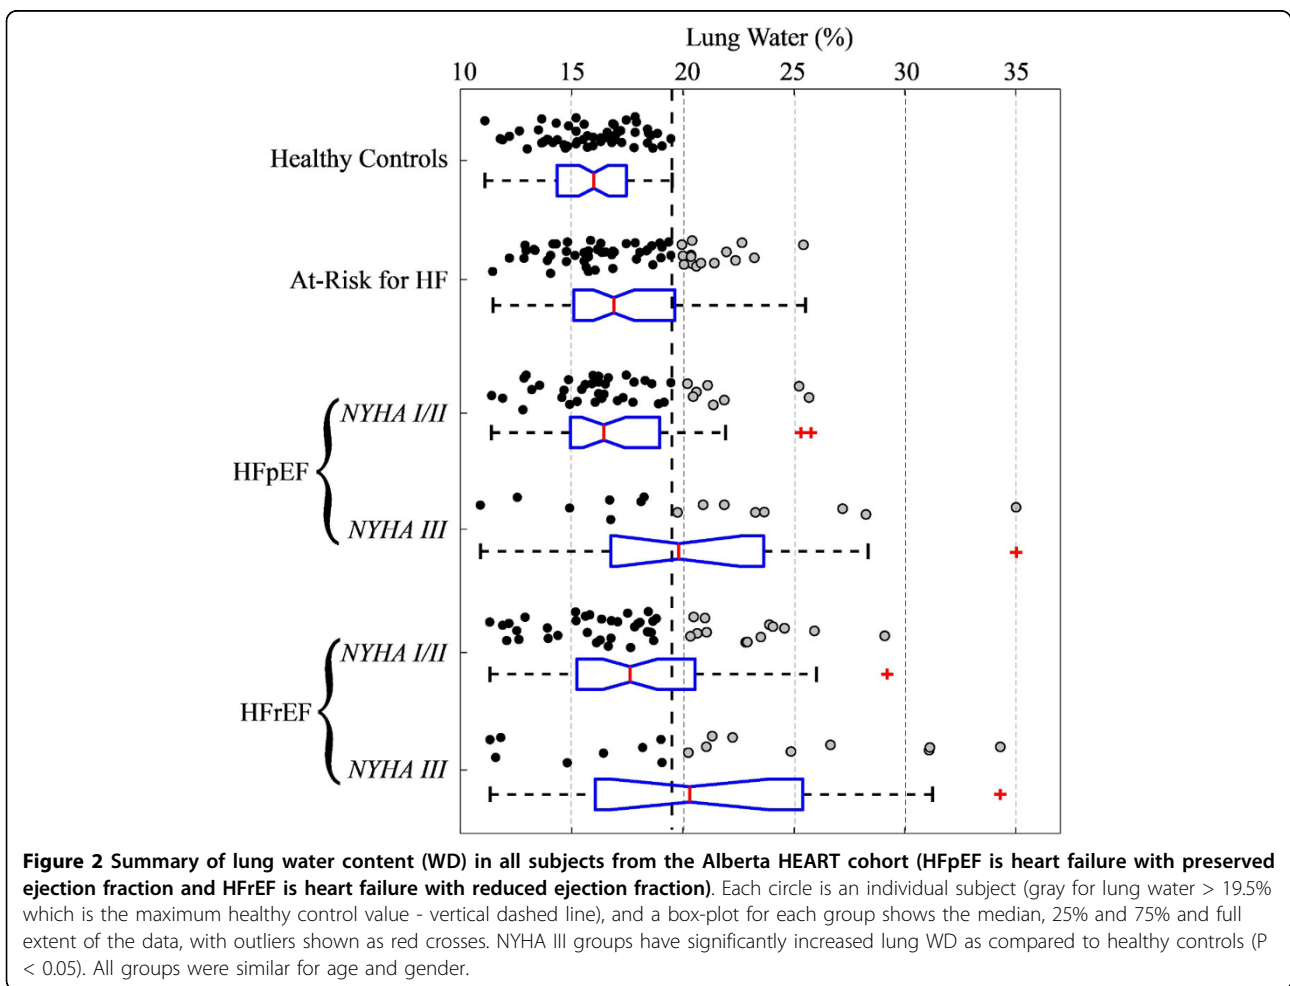 Lung Water (%)
10 15 20 25 30 35
Healthy Controls
At-Risk for HF
NYHA I/II
HFpEF
NYHA III
NYHA I/II
HFrEF
NYHA III
Figure 2 Summary of lung water content (WD) in all subjects from the Alberta HEART cohort (HFpEF is heart failure with preserved
ejection fraction and HFrEF is heart failure with reduced ejection fraction). Each circle is an individual subject (gray for lung water > 19.5%
which is the maximum healthy control value - vertical dashed line), and a box-plot for each group shows the median, 25% and 75% and full
extent of the data, with outliers shown as red crosses. NYHA III groups have significantly increased lung WD as compared to healthy controls (P
< 0.05). All groups were similar for age and gender.